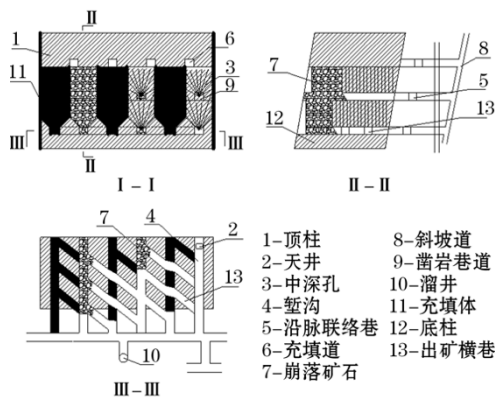 II
1
6
11
3
9
III
III
II
I-I
7
8
5
12
13
II-II
7
4
2
13
10
III-III
1-顶柱
2-天井
3-中深孔
4-堑沟
5-沿脉联络巷
6-充填道
7-崩落矿石
8-斜坡道
9-凿岩巷道
10-溜井
11-充填体
12-底柱
13-出矿横巷